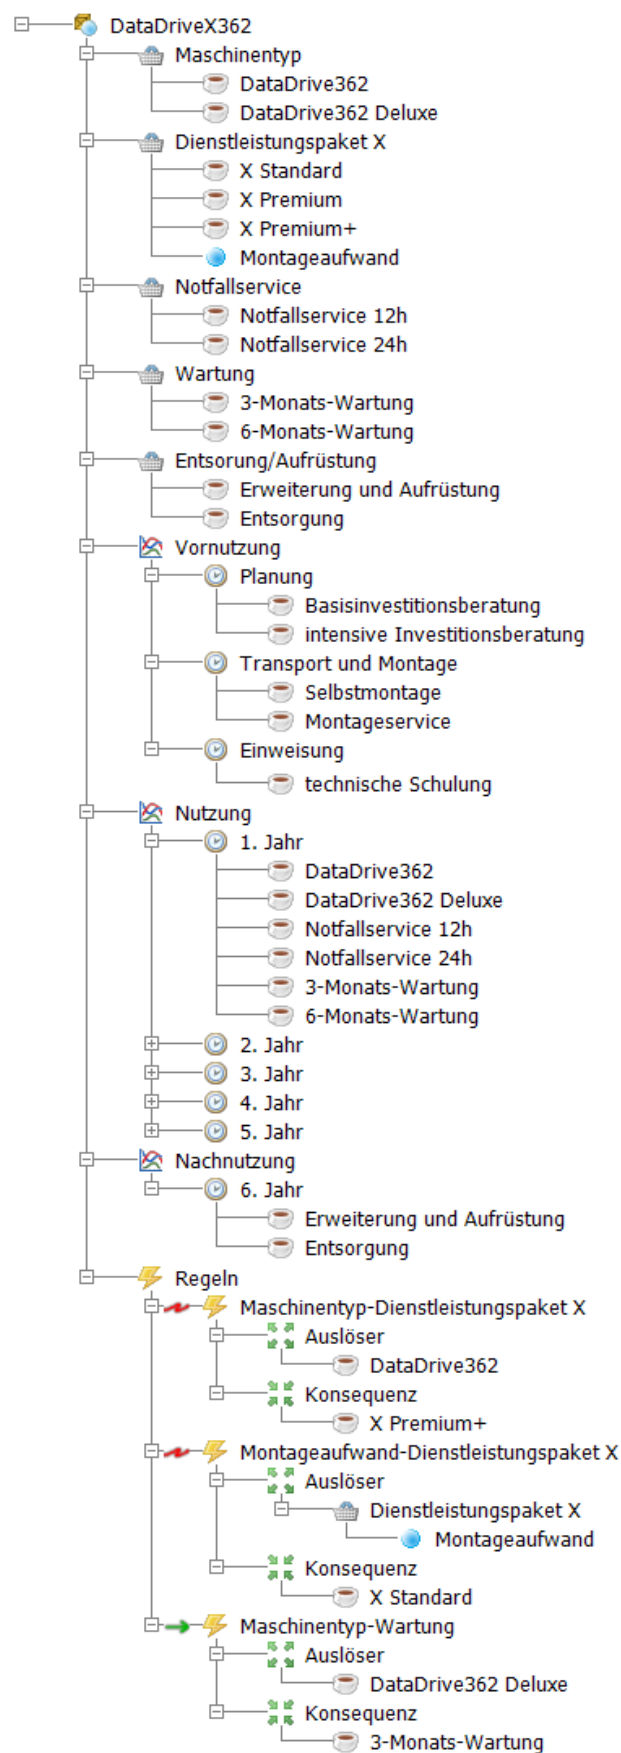 DataDriveX362
Maschinentyp
DataDrive362
DataDrive362 Deluxe
Dienstleistungspaket X
X Standard
X Premium
X Premium+
Montageaufwand
Notfallservice
Notfallservice 12h
Notfallservice 24h
Wartung
3-Monats-Wartung
6-Monats-Wartung
Entsorung/Aufrüstung
Erweiterung und Aufrüstung
Entsorgung
Vornutzung
Planung
Basisinvestitionsberatung
intensive Investitionsberatung
Transport und Montage
Selbstmontage
Montageservice
Einweisung
technische Schulung
Nutzung
1. Jahr
DataDrive362
DataDrive362 Deluxe
Notfallservice 12h
Notfallservice 24h
3-Monats-Wartung
6-Monats-Wartung
2. Jahr
3. Jahr
4. Jahr
5. Jahr
Nachnutzung
6. Jahr
Erweiterung und Aufrüstung
Entsorgung
Regeln
Maschinentyp-Dienstleistungspaket X
Auslöser
DataDrive362
Konsequenz
X Premium+
Montageaufwand-Dienstleistungspaket X
Auslöser
Dienstleistungspaket X
Montageaufwand
Konsequenz
X Standard
Maschinentyp-Wartung
Auslöser
DataDrive362 Deluxe
Konsequenz
3-Monats-Wartung